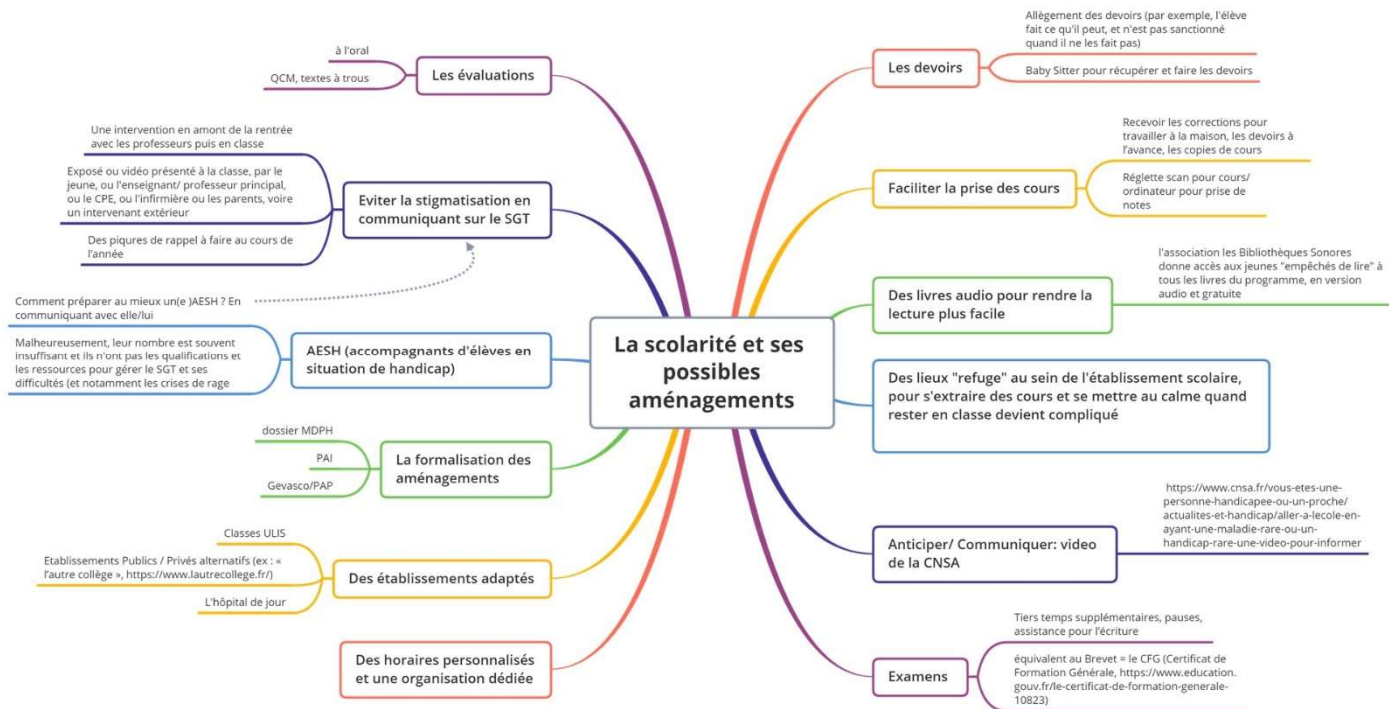 La scolarité et ses
possibles
aménagements
Les évaluations
à l'oral
QCM, textes à trous
Eviter la stigmatisation en
communiquant sur le SGT
Une intervention en amont de la rentrée
avec les professeurs puis en classe
Exposé ou vidéo présenté à la classe, par le
jeune, ou l'enseignant/ professeur principal,
ou le CPE, ou l'infirmière ou les parents, voire
un intervenant extérieur
Des piqures de rappel à faire au cours de
l'année
AESH (accompagnants d'élèves en
situation de handicap)
Comment préparer au mieux un(e )AESH ? En
communiquant avec elle/lui
Malheureusement, leur nombre est souvent
insuffisant et ils n'ont pas les qualifications et
les ressources pour gérer le SGT et ses
difficultés (et notamment les crises de rage
La formalisation des
aménagements
dossier MDPH
PAI
Gevasco/PAP
Des établissements adaptés
Classes ULIS
Etablissements Publics / Privés alternatifs (ex : «
l'autre collège », https://www.lautrecollege.fr/)
L'hôpital de jour
Des horaires personnalisés
et une organisation dédiée
Les devoirs
Allègement des devoirs (par exemple, l'élève
fait ce qu'il peut, et n'est pas sanctionné
quand il ne les fait pas)
Baby Sitter pour récupérer et faire les devoirs
Faciliter la prise des cours
Recevoir les corrections pour
travailler à la maison, les devoirs à
l'avance, les copies de cours
Réglette scan pour cours/
ordinateur pour prise de
notes
Des livres audio pour rendre la
lecture plus facile
l'association les Bibliothèques Sonores
donne accès aux jeunes "empêchés de lire" à
tous les livres du programme, en version
audio et gratuite
Des lieux "refuge" au sein de l'établissement scolaire,
pour s'extraire des cours et se mettre au calme quand
rester en classe devient compliqué
Anticiper/ Communiquer: video
de la CNSA
https://www.cnsa.fr/vous-etes-une-
personne-handicapee-ou-un-proche/
actualites-et-handicap/aller-a-lecole-en-
ayant-une-maladie-rare-ou-un-
handicap-rare-une-video-pour-informer
Examens
Tiers temps supplémentaires, pauses,
assistance pour l'écriture
équivalent au Brevet = le CFG (Certificat de
Formation Générale, https://www.education.
gouv.fr/le-certificat-de-formation-generale-
10823)